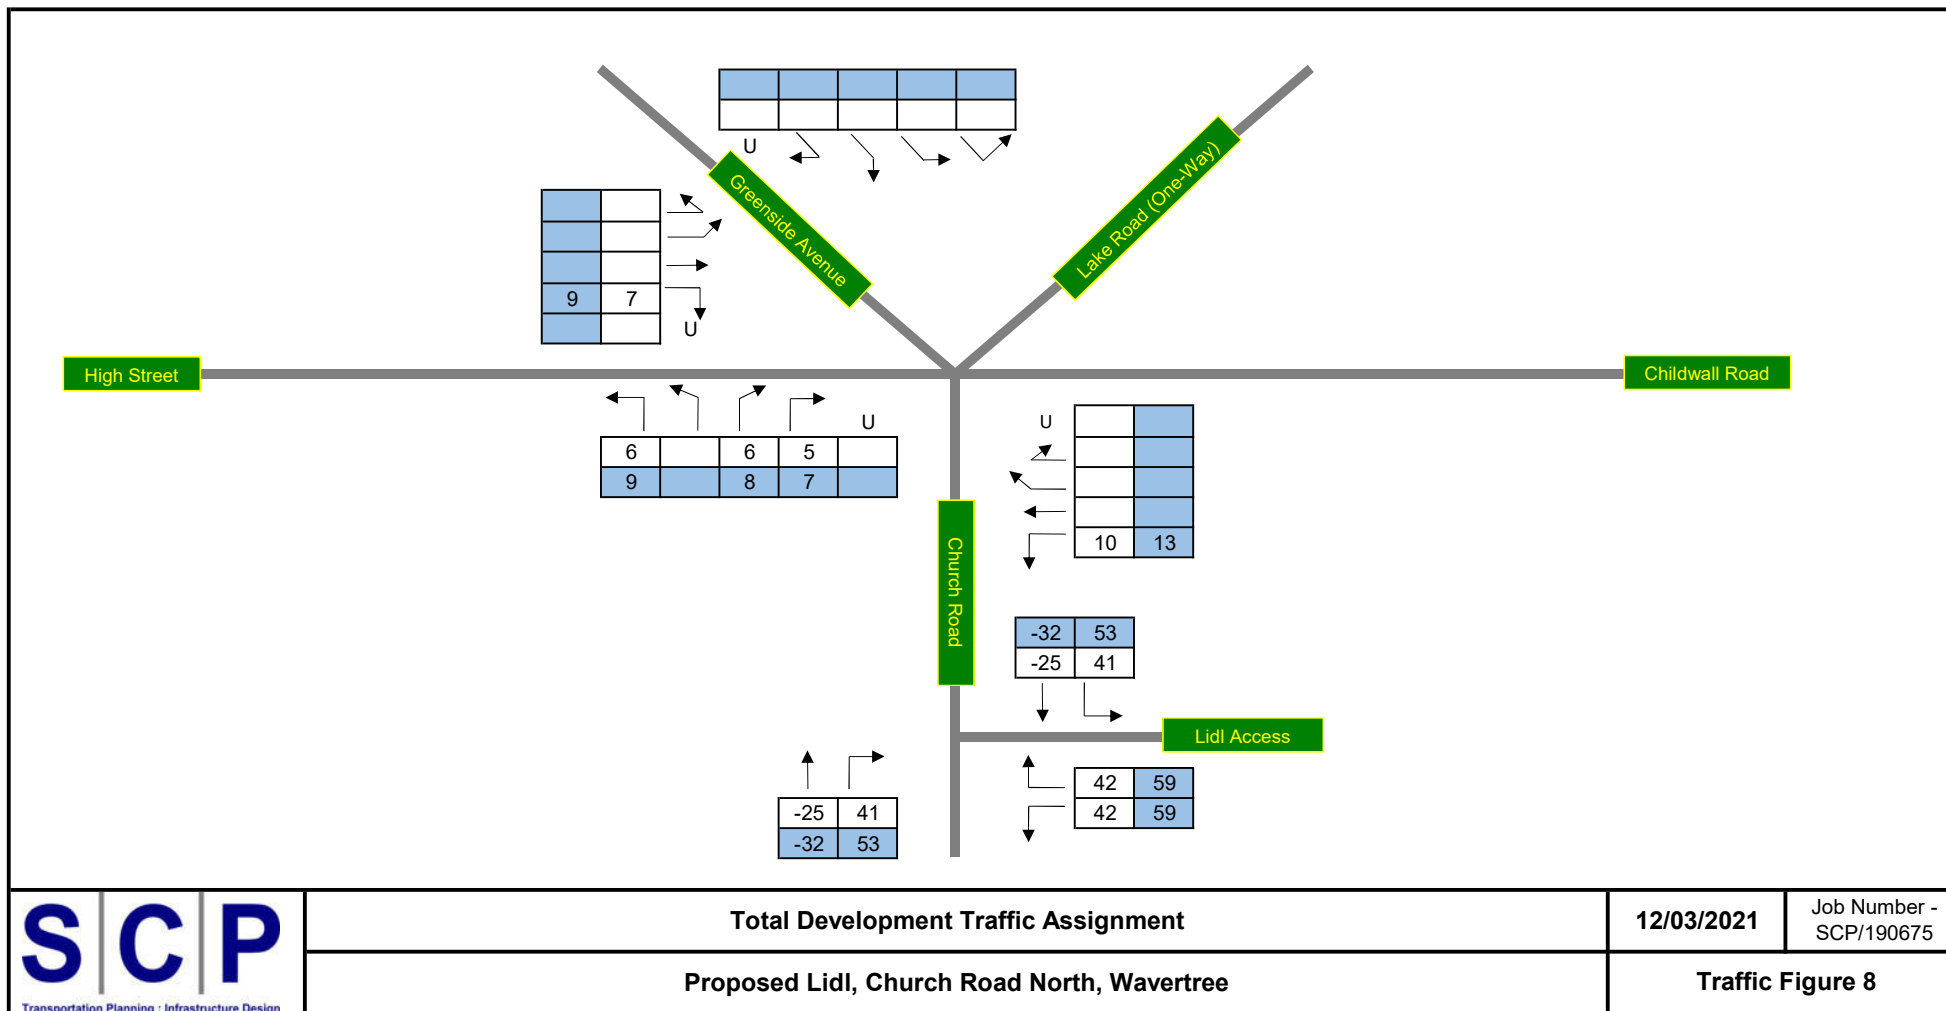 U
Greenside Avenue
Lake Road (One-Way)
9 7
U
High Street
Childwall Road
U
6 6 5
9 8 7
U
10 13
Church Road
-32 53
-25 41
Lidl Access
42 59
42 59
-25 41
-32 53
SCP
Transportation Planning : Infrastructure Design
Total Development Traffic Assignment
12/03/2021
Job Number -
SCP/190675
Proposed Lidl, Church Road North, Wavertree
Traffic Figure 8